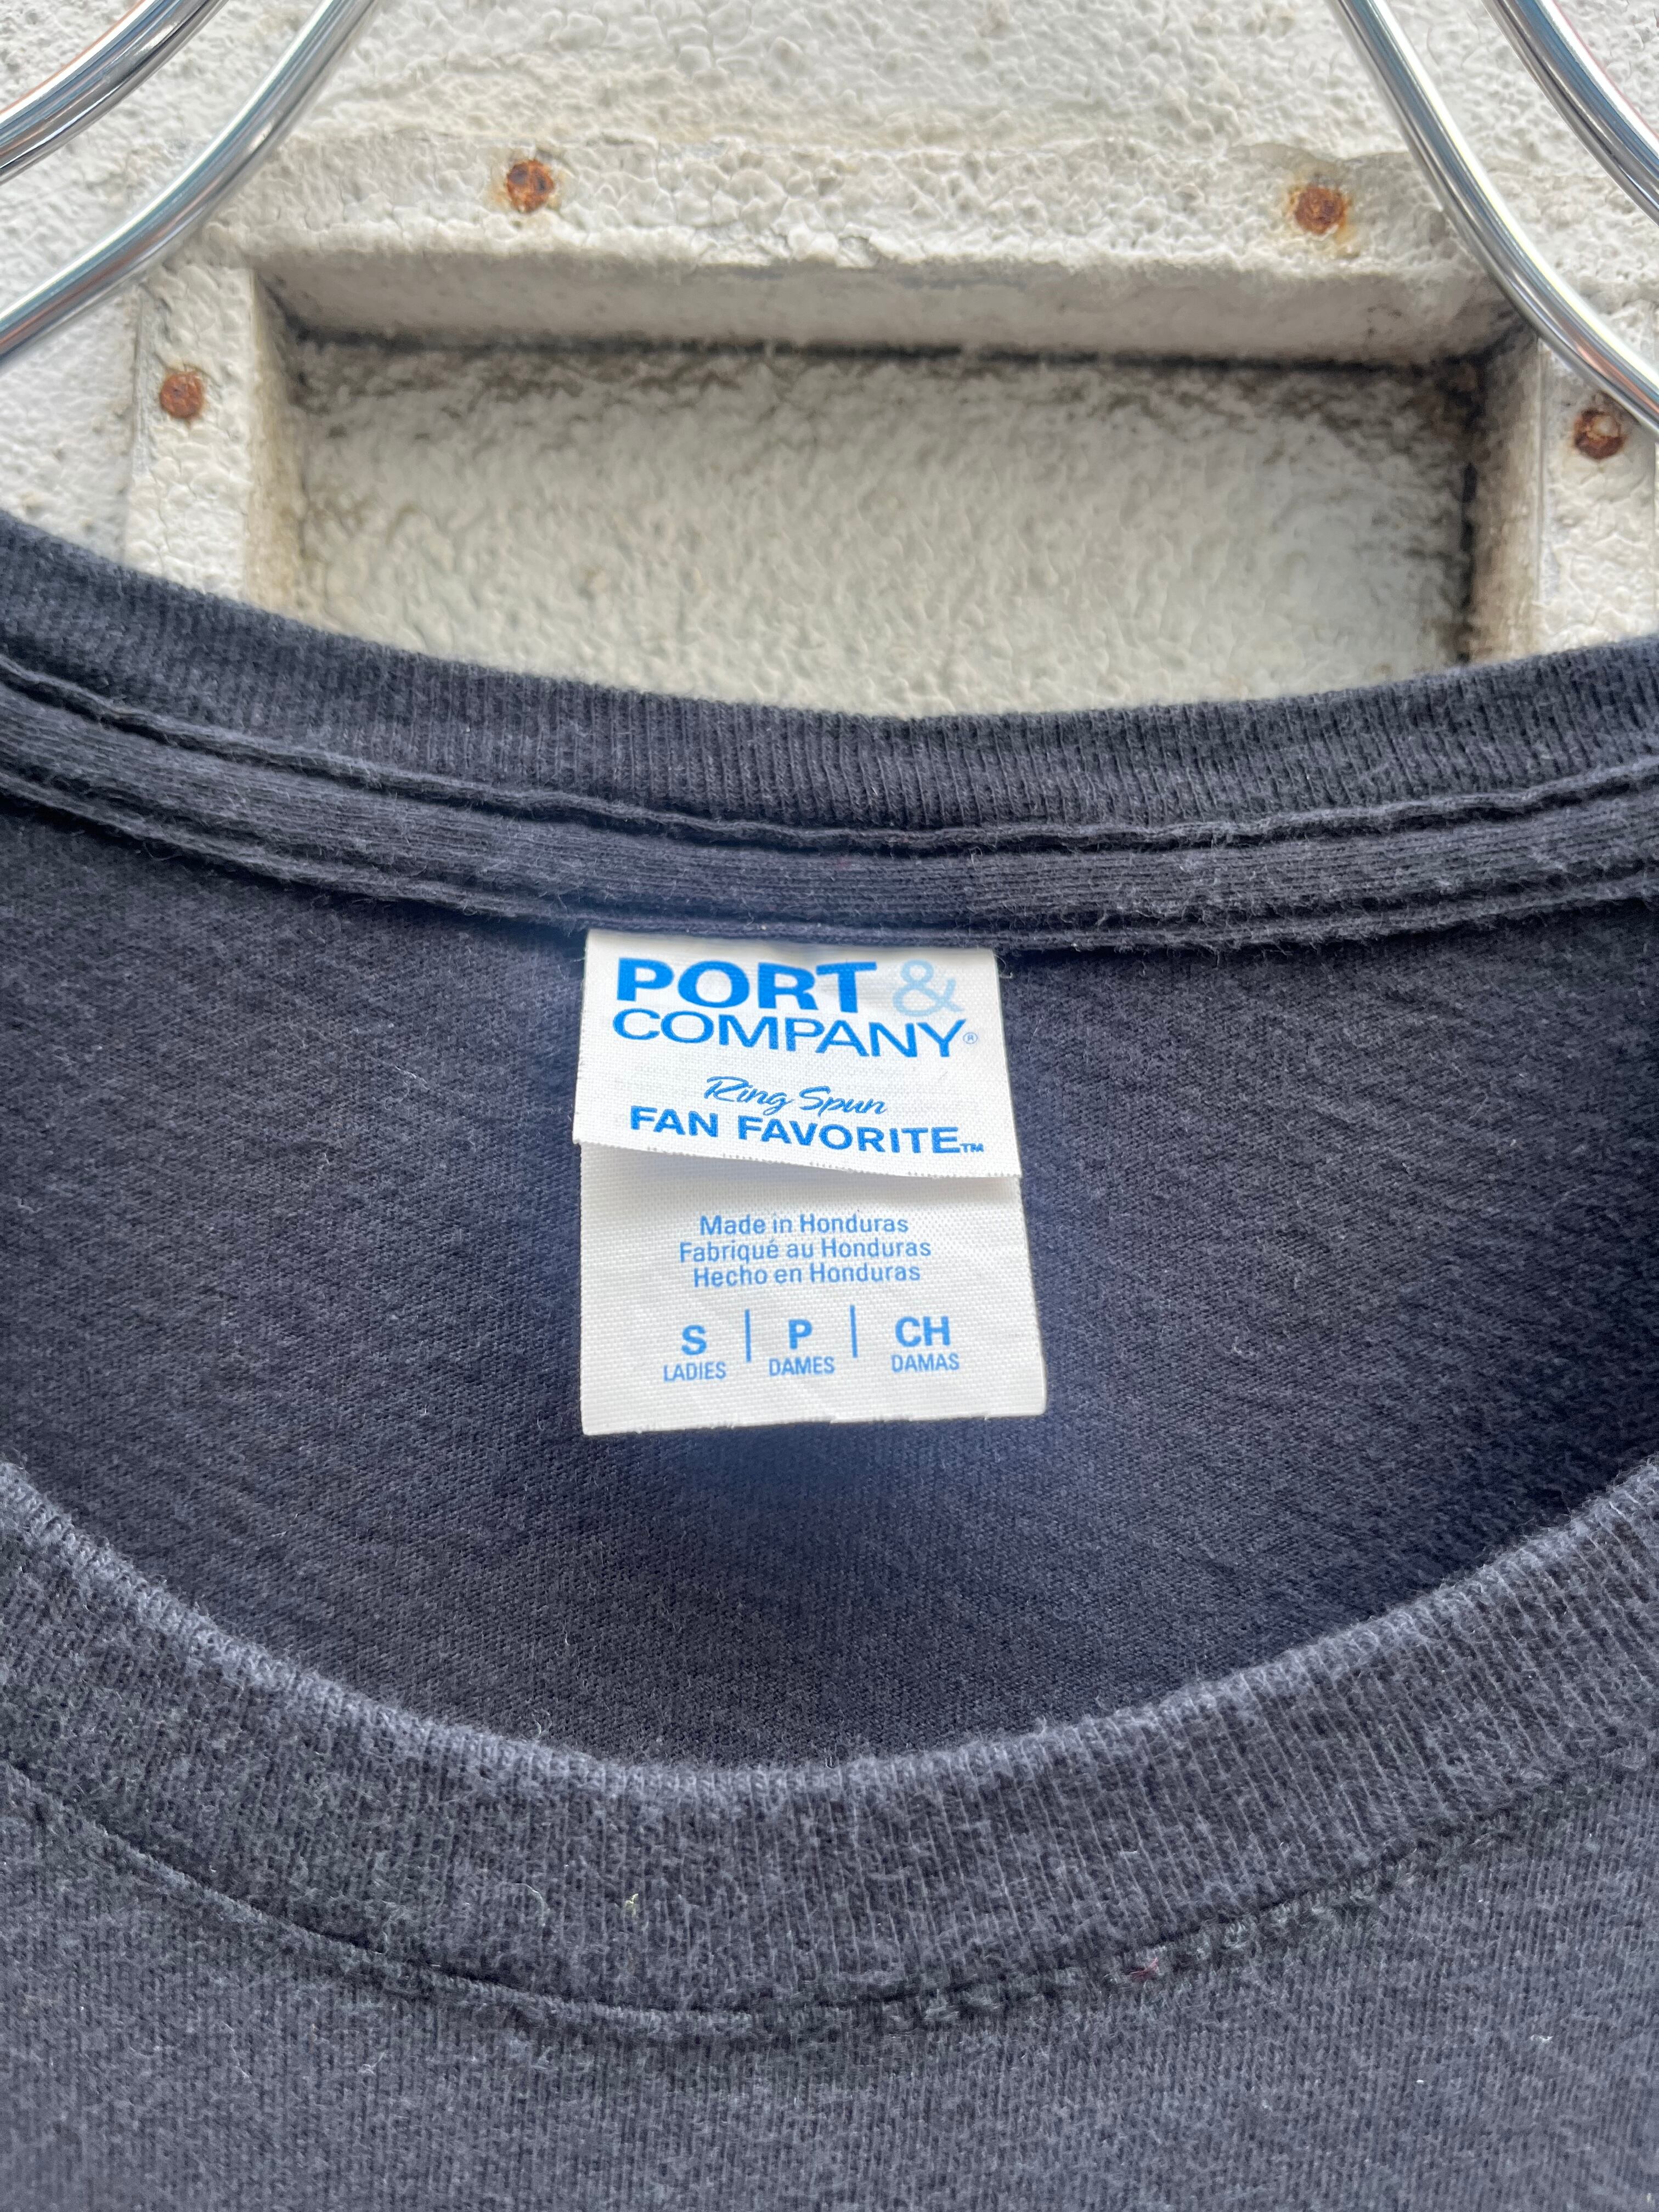 PORT &
COMPANY®
Ring Spun
FAN FAVORITE™
Made in Honduras
Fabriqué au Honduras
Hecho en Honduras
S | P | CH
LADIES DAMES DAMAS